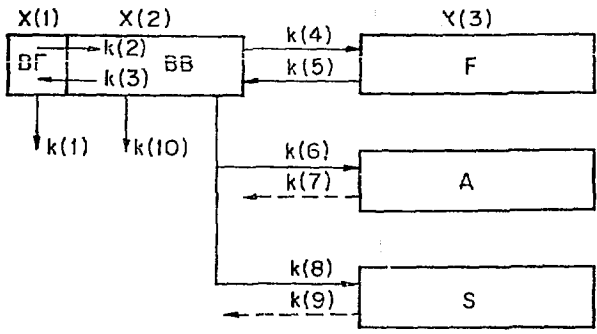 X(1) X(2) X(3)
BF k(2) BB k(4) F
k(3) k(5)
k(1) k(10) k(6) A
k(7)
k(8) S
k(9)